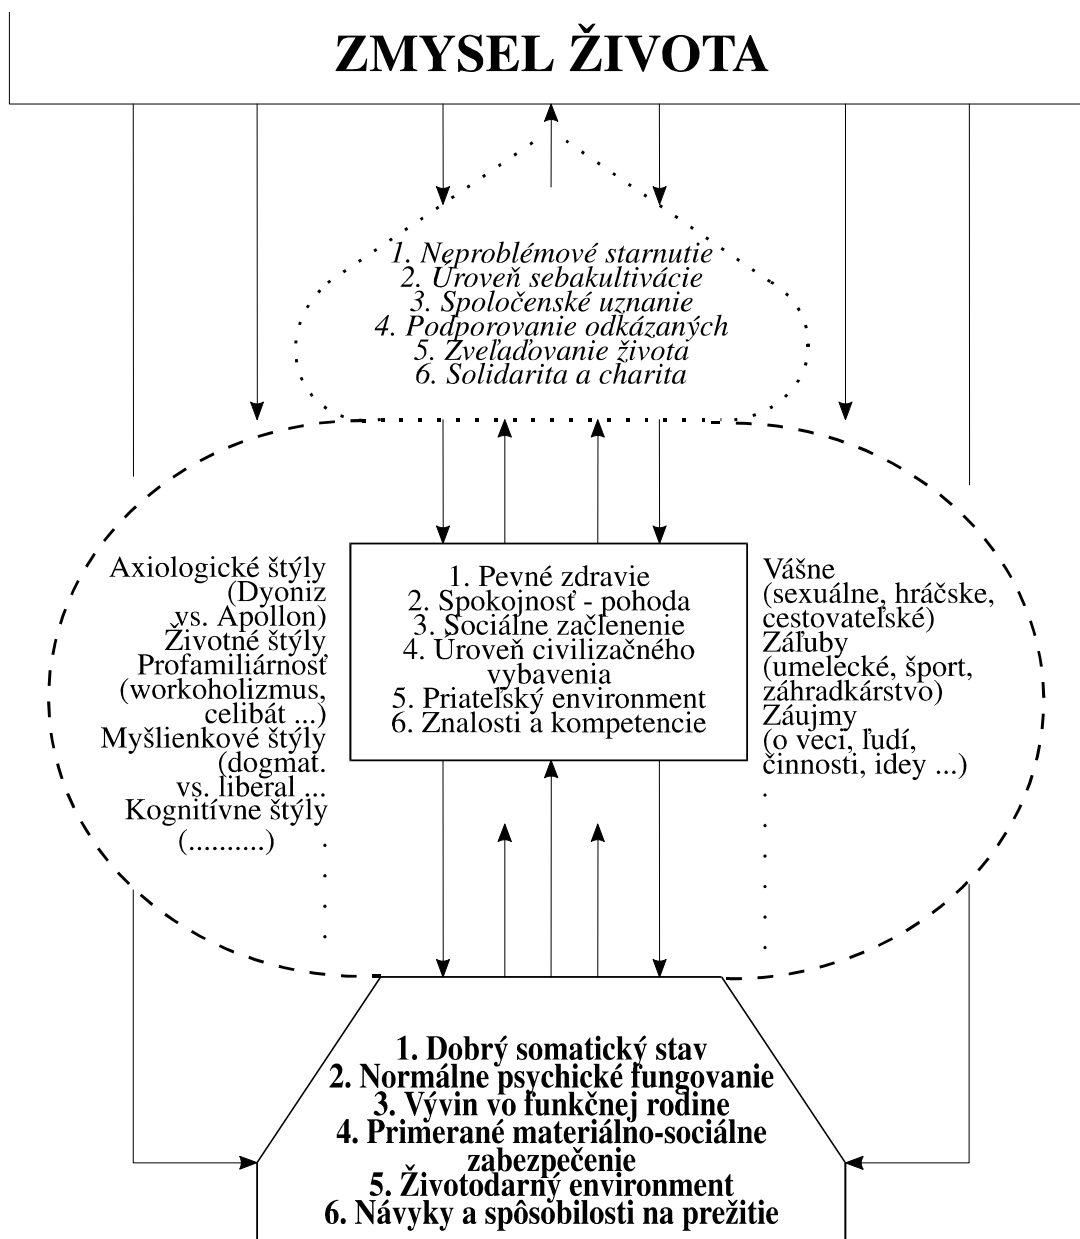 ZMYSEL ŽIVOTA
1. Neproblémové starnutie
2. Úroveň sebakultivácie
3. Spoločenské uznanie
4. Podporovanie odkázaných
5. Zveľaďovanie života
6. Solidarita a charita
Axiologické štýly
(Dyoniz
vs. Apollon)
Životné štýly
Profamiliárnosť
(workoholizmus,
celibát ...)
Myšlienkové štýly
(dogmat.
vs. liberal ...
Kognitívne štýly
(..........)
1. Pevné zdravie
2. Spokojnosť - pohoda
3. Sociálne začlenenie
4. Úroveň civilizačného
vybavenia
5. Priateľský environment
6. Znalosti a kompetencie
Vášne
(sexuálne, hráčske,
cestovateľské)
Záľuby
(umelecké, šport,
záhradkárstvo)
Záujmy
(o veci, ľudí,
činnosti, idey ...)
1. Dobrý somatický stav
2. Normálne psychické fungovanie
3. Vývin vo funkčnej rodine
4. Primerané materiálno-sociálne
zabezpečenie
5. Životodarný environment
6. Návyky a spôsobilosti na prežitie